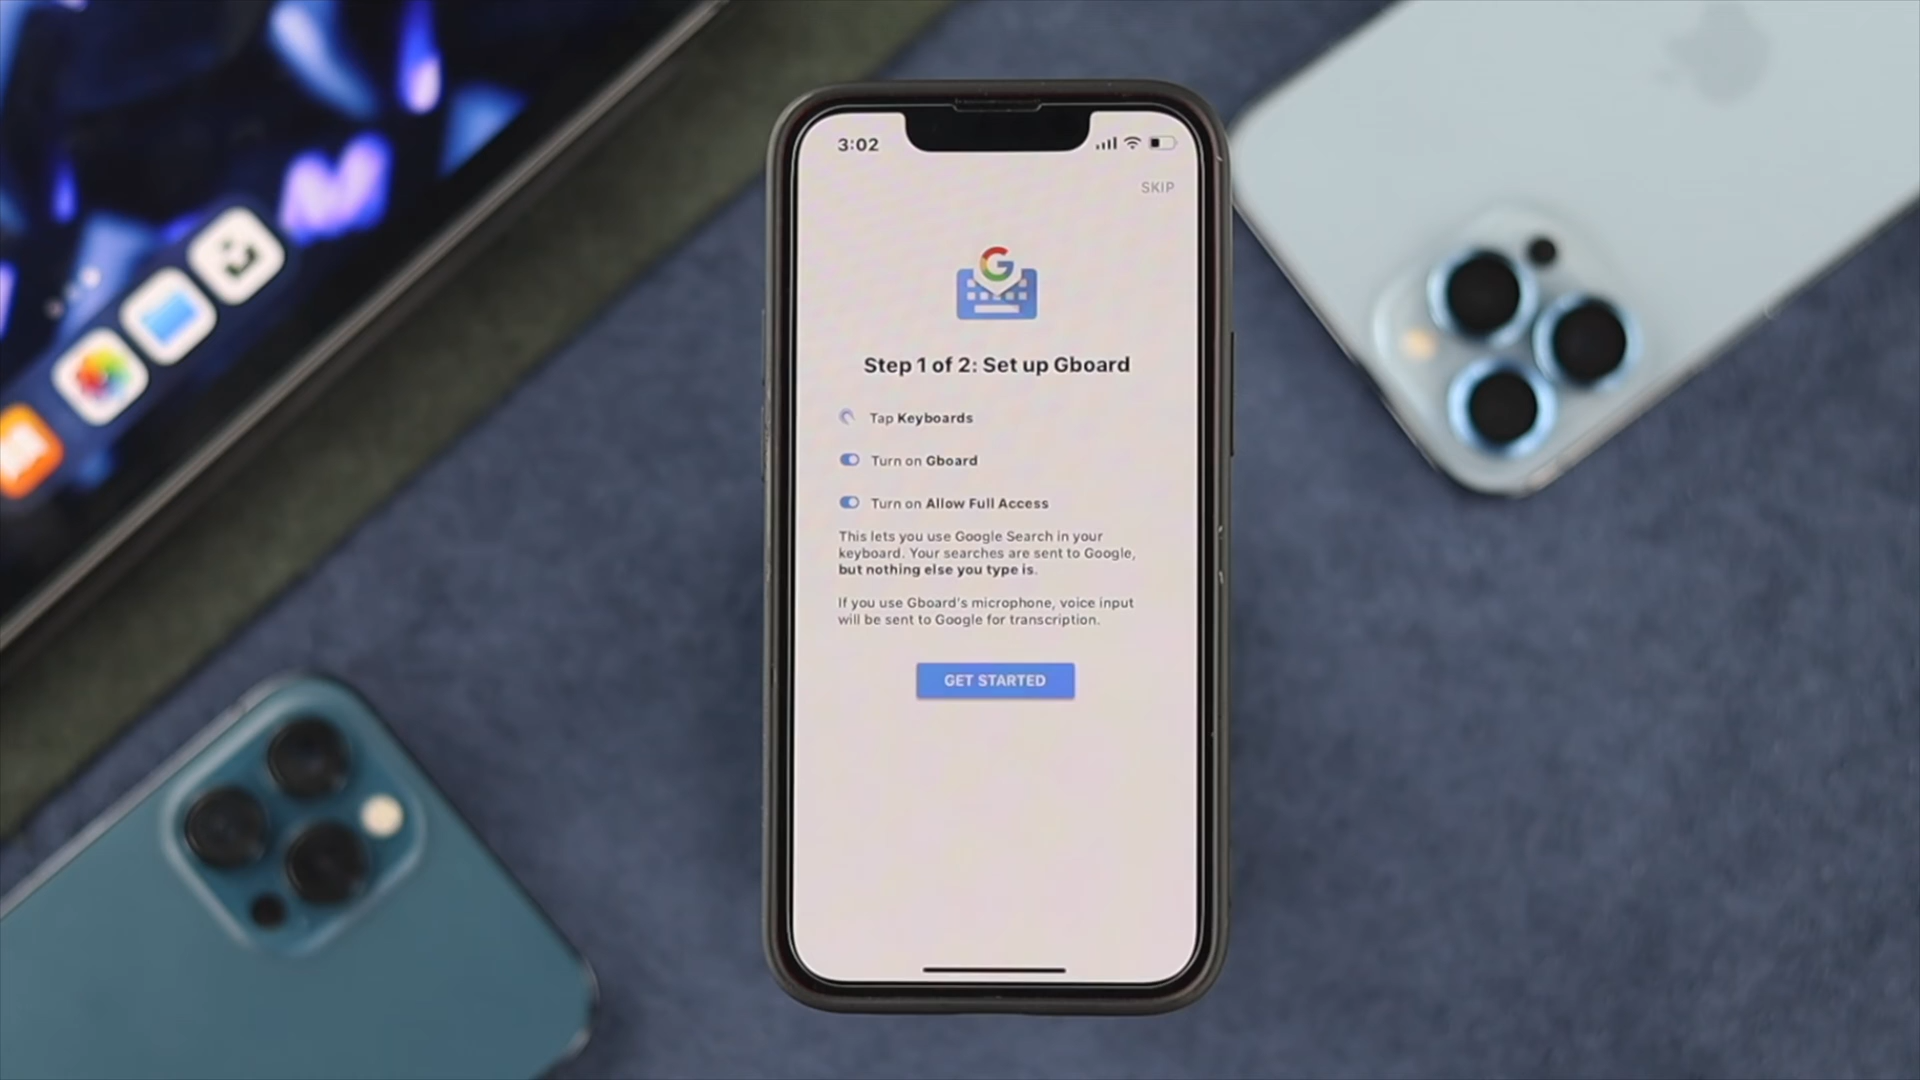 3:02
SKIP
G
Step 1 of 2: Set up Gboard
Tap Keyboards
Turn on Gboard
Turn on Allow Full Access
This lets you use Google Search in your
keyboard. Your searches are sent to Google,
but nothing else you type is.
If you use Gboard's microphone, voice input
will be sent to Google for transcription.
GET STARTED